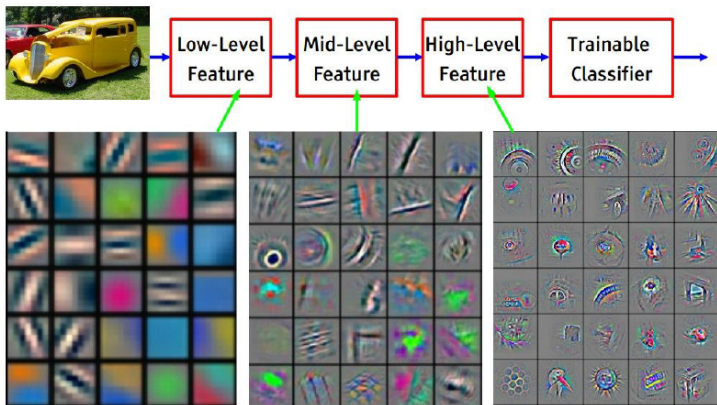 Low-Level
Feature
Mid-Level
Feature
High-Level
Feature
Trainable
Classifier